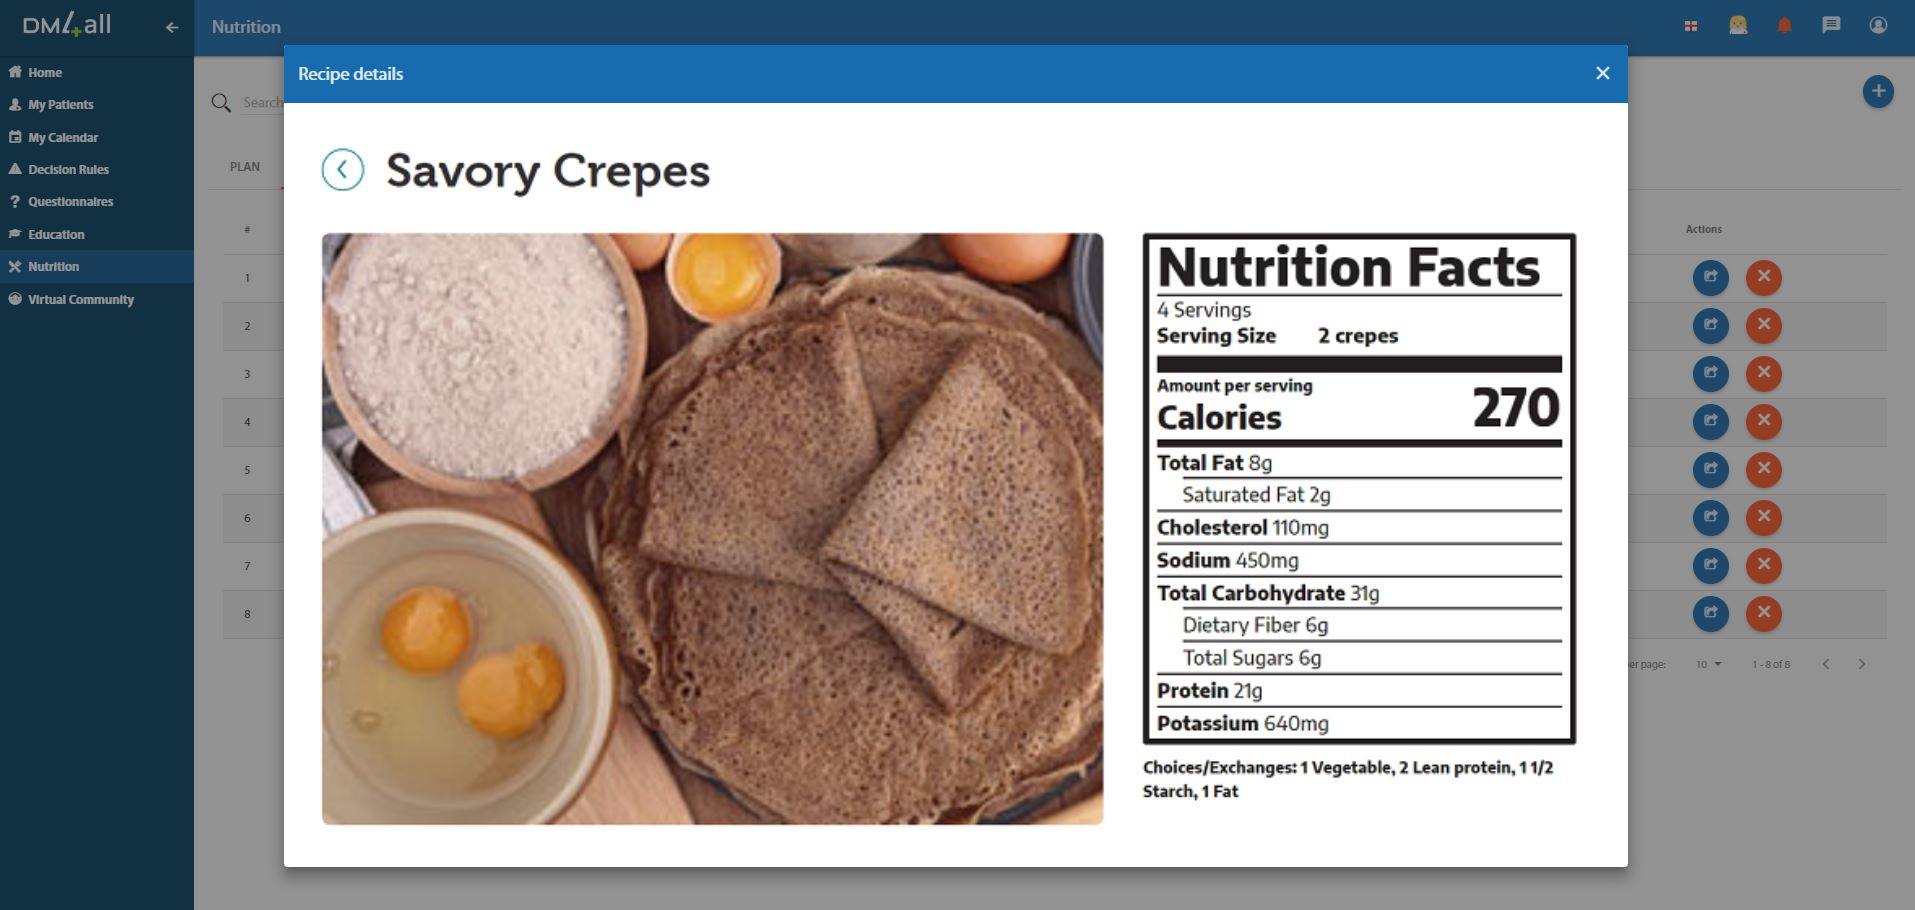 DM4all
Nutrition
Home
My Patients
My Calendar
Decision Rules
Questionnaires
Education
Nutrition
Virtual Community
Search
PLAN
#
1
2
3
4
5
6
7
8
Recipe details
Savory Crepes
Nutrition Facts
4 Servings
Serving Size 2 crepes
Amount per serving
Calories 270
Total Fat 8g
Saturated Fat 2g
Cholesterol 110mg
Sodium 450mg
Total Carbohydrate 31g
Dietary Fiber 6g
Total Sugars 6g
Protein 21g
Potassium 640mg
Choices/Exchanges: 1 Vegetable, 2 Lean protein, 1 1/2
Starch, 1 Fat
Actions
per page: 10 1 - 8 of 8